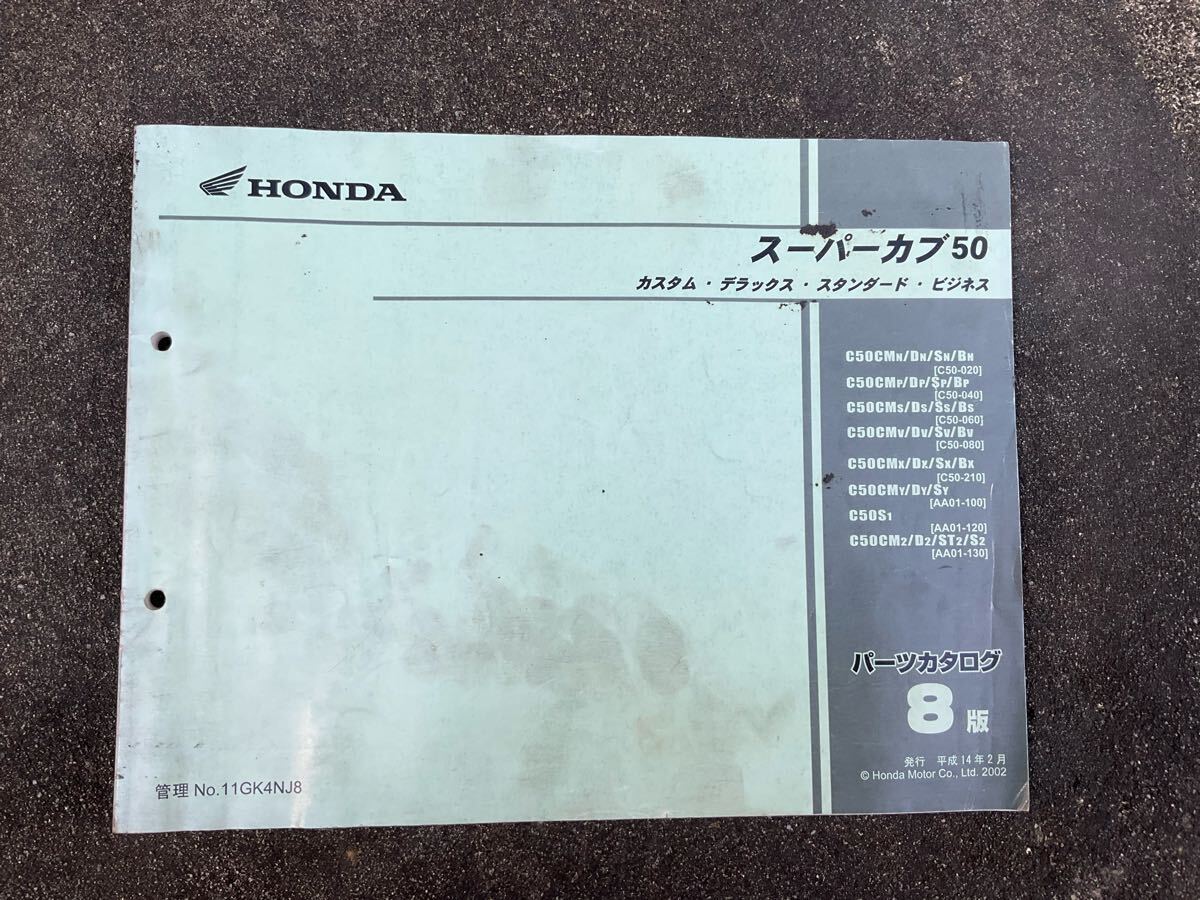 HONDA
スーパーカブ50
カスタム・デラックス・スタンダード・ビジネス
C50CMN/DN/SN/BN
[C50-020]
C50CMP/DP/SP/BP
[C50-040]
C50CMS/DS/SS/BS
[C50-060]
C50CMV/DV/SV/BV
[C50-080]
C50CMX/DX/SX/BX
[C50-210]
C50CMY/DY/SY
[AA01-100]
C50S1
[AA01-120]
C50CM2/D2/ST2/S2
[AA01-130]
パーツカタログ
8版
発行 平成14年2月
© Honda Motor Co., Ltd. 2002
管理 No.11GK4NJ8